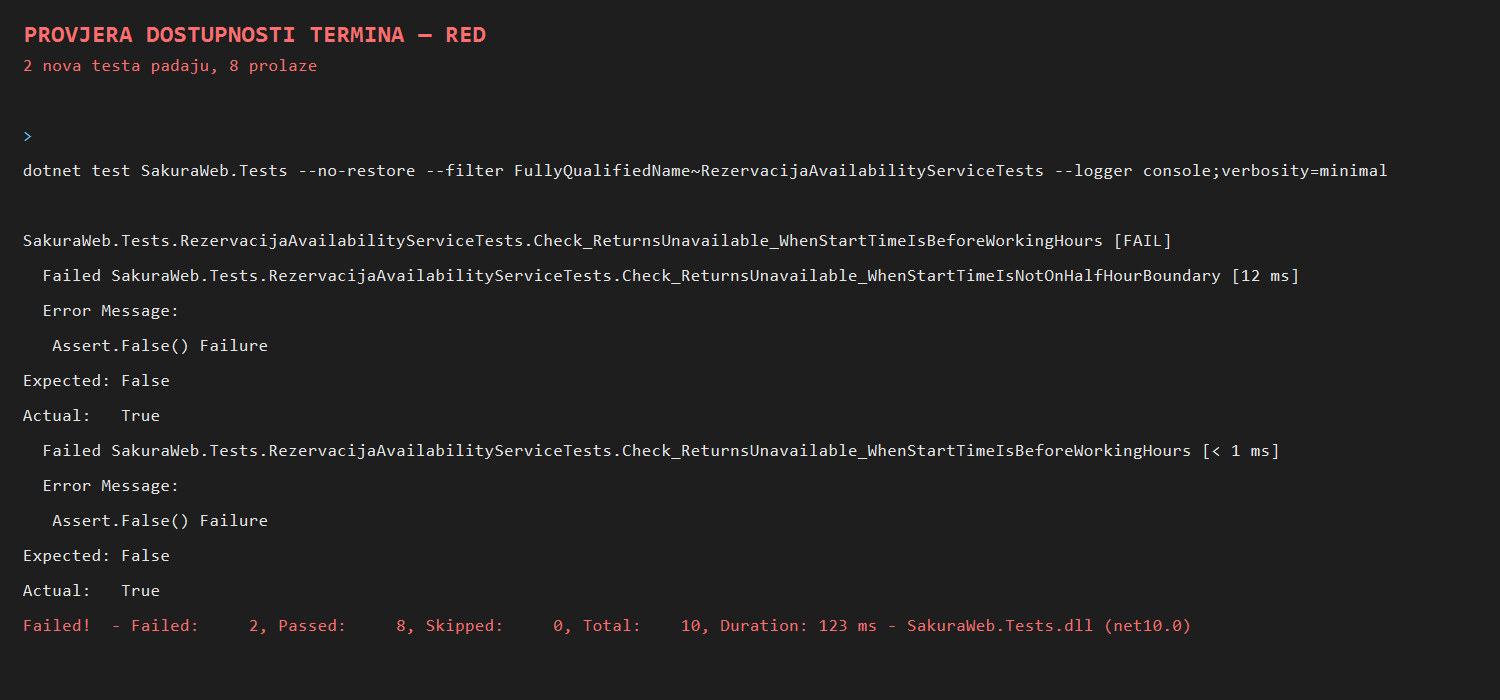 PROVJERA DOSTUPNOSTI TERMINA — RED
2 nova testa padaju, 8 prolaze
>
dotnet test SakuraWeb.Tests --no-restore --filter FullyQualifiedName~RezervacijaAvailabilityServiceTests --logger console;verbosity=minimal
SakuraWeb.Tests.RezervacijaAvailabilityServiceTests.Check_ReturnsUnavailable_WhenStartTimeIsBeforeWorkingHours [FAIL]
Failed SakuraWeb.Tests.RezervacijaAvailabilityServiceTests.Check_ReturnsUnavailable_WhenStartTimeIsNotOnHalfHourBoundary [12 ms]
Error Message:
Assert.False() Failure
Expected: False
Actual:   True
Failed SakuraWeb.Tests.RezervacijaAvailabilityServiceTests.Check_ReturnsUnavailable_WhenStartTimeIsBeforeWorkingHours [< 1 ms]
Error Message:
Assert.False() Failure
Expected: False
Actual:   True
Failed!  - Failed:     2, Passed:     8, Skipped:     0, Total:    10, Duration: 123 ms - SakuraWeb.Tests.dll (net10.0)